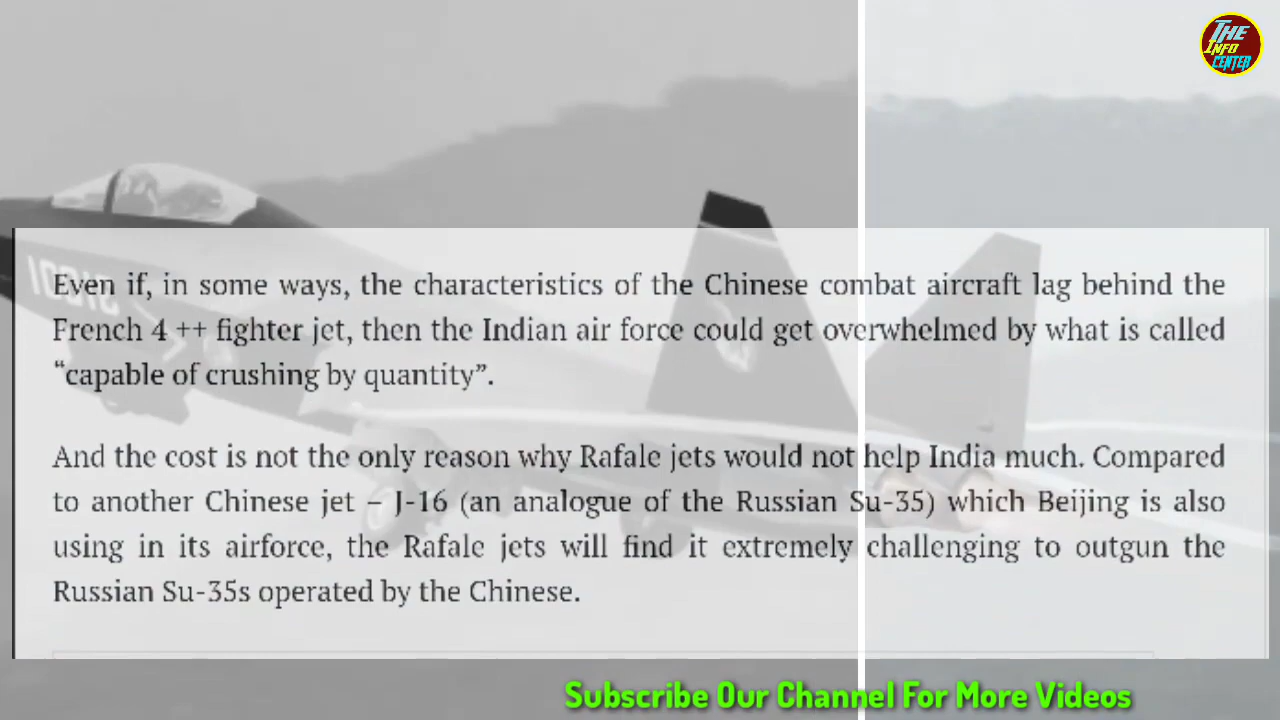 THE
INFO
CENTER
Even if, in some ways, the characteristics of the Chinese combat aircraft lag behind the
French 4 ++ fighter jet, then the Indian air force could get overwhelmed by what is called
“capable of crushing by quantity”.
And the cost is not the only reason why Rafale jets would not help India much. Compared
to another Chinese jet – J-16 (an analogue of the Russian Su-35) which Beijing is also
using in its airforce, the Rafale jets will find it extremely challenging to outgun the
Russian Su-35s operated by the Chinese.
Subscribe Our Channel For More Videos